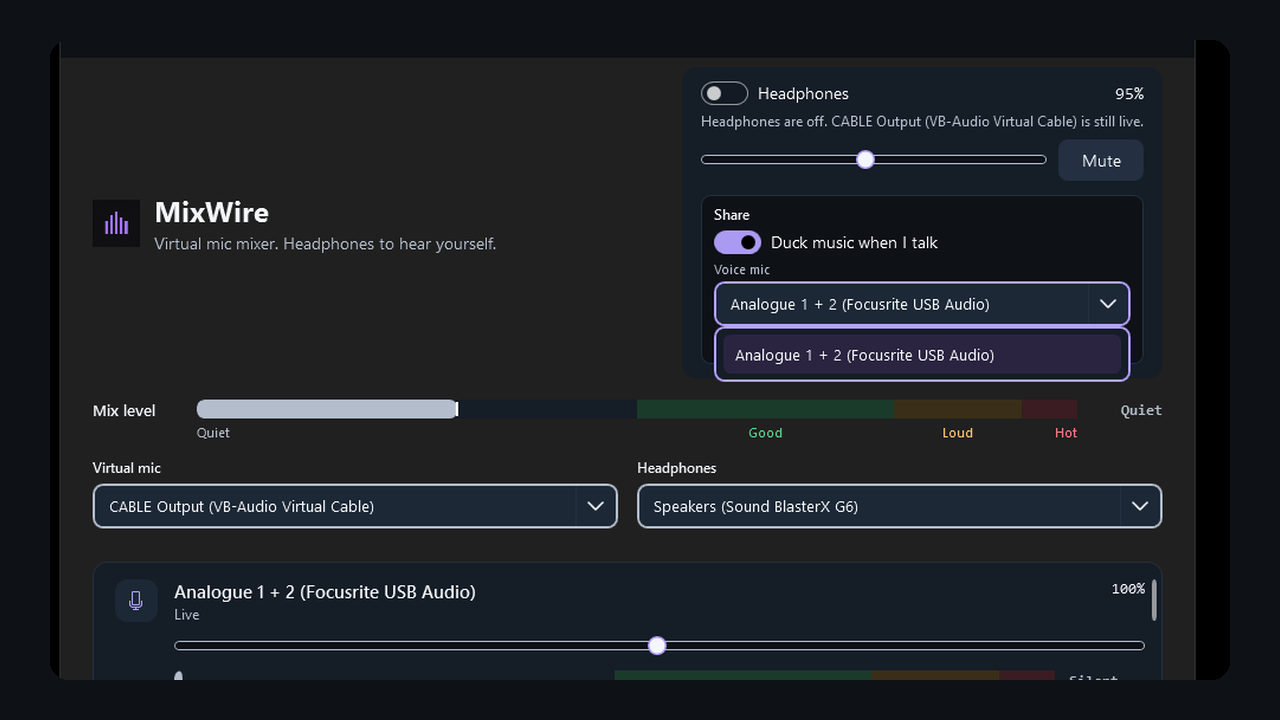 MixWire
Virtual mic mixer. Headphones to hear yourself.
Headphones
95%
Headphones are off. CABLE Output (VB-Audio Virtual Cable) is still live.
Mute
Share
Duck music when I talk
Voice mic
Analogue 1 + 2 (Focusrite USB Audio)
Analogue 1 + 2 (Focusrite USB Audio)
Mix level
Quiet
Quiet
Good
Loud
Hot
Virtual mic
CABLE Output (VB-Audio Virtual Cable)
Headphones
Speakers (Sound BlasterX G6)
Analogue 1 + 2 (Focusrite USB Audio)
100%
Live
Silent